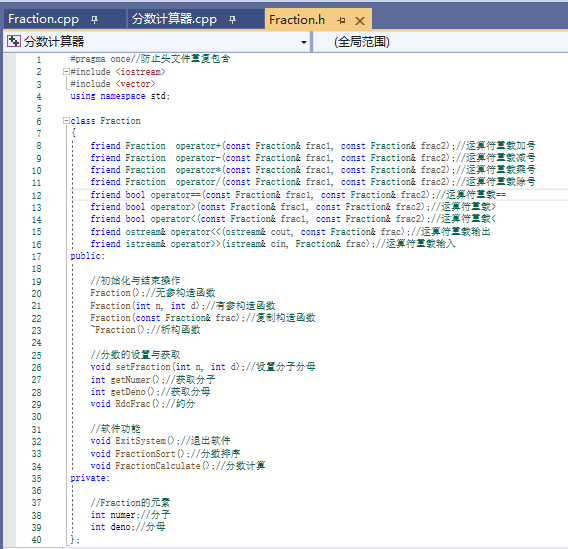 Fraction.cpp 分数计算器.cpp Fraction.h
分数计算器 (全局范围)
1 #pragma once//防止头文件重复包含
2 #include <iostream>
3 #include <vector>
4 using namespace std;
5
6 class Fraction
7 {
8 friend Fraction operator+(const Fraction& frac1, const Fraction& frac2);//运算符重载加号
9 friend Fraction operator-(const Fraction& frac1, const Fraction& frac2);//运算符重载减号
10 friend Fraction operator*(const Fraction& frac1, const Fraction& frac2);//运算符重载乘号
11 friend Fraction operator/(const Fraction& frac1, const Fraction& frac2);//运算符重载除号
12 friend bool operator==(const Fraction& frac1, const Fraction& frac2);//运算符重载==
13 friend bool operator>(const Fraction& frac1, const Fraction& frac2);//运算符重载>
14 friend bool operator<(const Fraction& frac1, const Fraction& frac2);//运算符重载<
15 friend ostream& operator<<(ostream& cout, const Fraction& frac);//运算符重载输出
16 friend istream& operator>>(istream& cin, Fraction& frac);//运算符重载输入
17 public:
18
19 //初始化与结束操作
20 Fraction();//无参构造函数
21 Fraction(int n, int d);//有参构造函数
22 Fraction(const Fraction& frac);//复制构造函数
23 ~Fraction();//析构函数
24
25 //分数的设置与获取
26 void setFraction(int n, int d);//设置分子分母
27 int getNumer();//获取分子
28 int getDeno();//获取分母
29 void RdcFrac();//约分
30
31 //软件功能
32 void ExitSystem();//退出软件
33 void FractionSort();//分数排序
34 void FractionCalculate();//分数计算
35 private:
36
37 //Fraction的元素
38 int numer;//分子
39 int deno;//分母
40 };